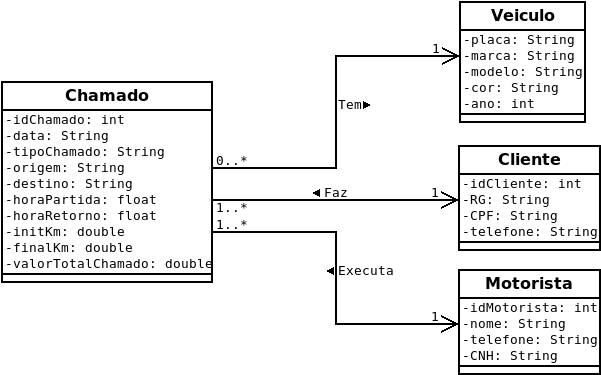 Chamado
-idChamado: int
-data: String
-tipoChamado: String
-origem: String
-destino: String
-horaPartida: float
-horaRetorno: float
-initKm: double
-finalKm: double
-valorTotalChamado: double
0..*
Tem
1
Veiculo
-placa: String
-marca: String
-modelo: String
-cor: String
-ano: int
1..*
Faz
1
Cliente
-idCliente: int
-RG: String
-CPF: String
-telefone: String
1..*
Executa
1
Motorista
-idMotorista: int
-nome: String
-telefone: String
-CNH: String